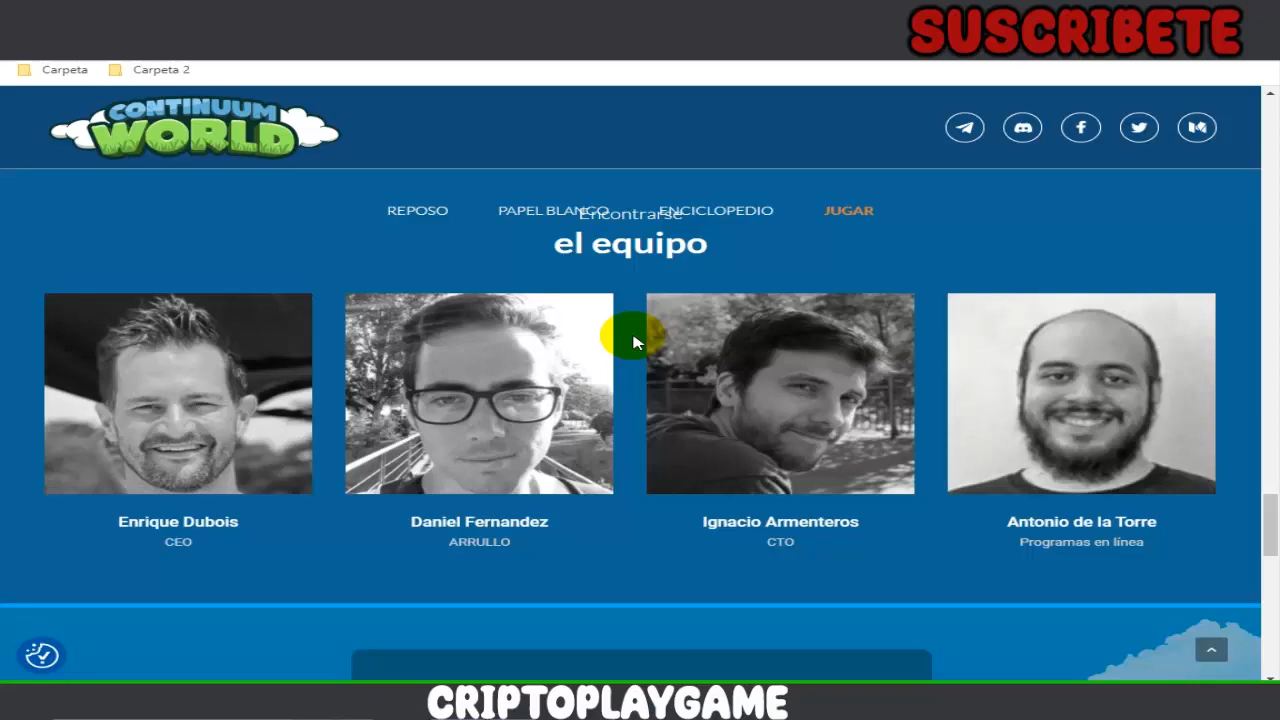 SUSCRIBETE
Carpeta Carpeta 2
CONTINUUM
WORLD
REPOSO PAPEL BLANCO ENCICLOPEDIO JUGAR
Encontrarse
el equipo
Enrique Dubois Daniel Fernandez Ignacio Armenteros Antonio de la Torre
CEO ARRULLO CTO Programas en línea
CRIPTOPLAYGAME